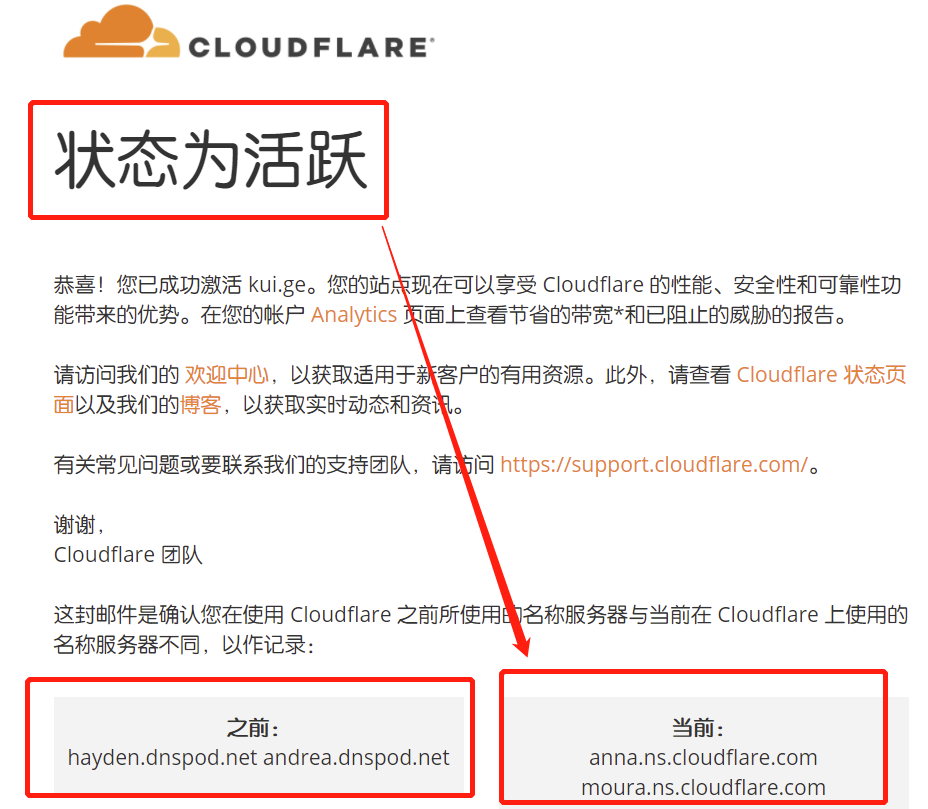 CLOUDFLARE®
状态为活跃
恭喜！您已成功激活 kui.ge。您的站点现在可以享受 Cloudflare 的性能、安全性和可靠性功
能带来的优势。在您的帐户 Analytics 页面上查看节省的带宽*和已阻止的威胁的报告。
请访问我们的 欢迎中心，以获取适用于新客户的有用资源。此外，请查看 Cloudflare 状态页
面以及我们的博客，以获取实时动态和资讯。
有关常见问题或要联系我们的支持团队，请访问 https://support.cloudflare.com/。
谢谢，
Cloudflare 团队
这封邮件是确认您在使用 Cloudflare 之前所使用的名称服务器与当前在 Cloudflare 上使用的
名称服务器不同，以作记录：
之前：
hayden.dnspod.net andrea.dnspod.net
当前：
anna.ns.cloudflare.com
moura.ns.cloudflare.com